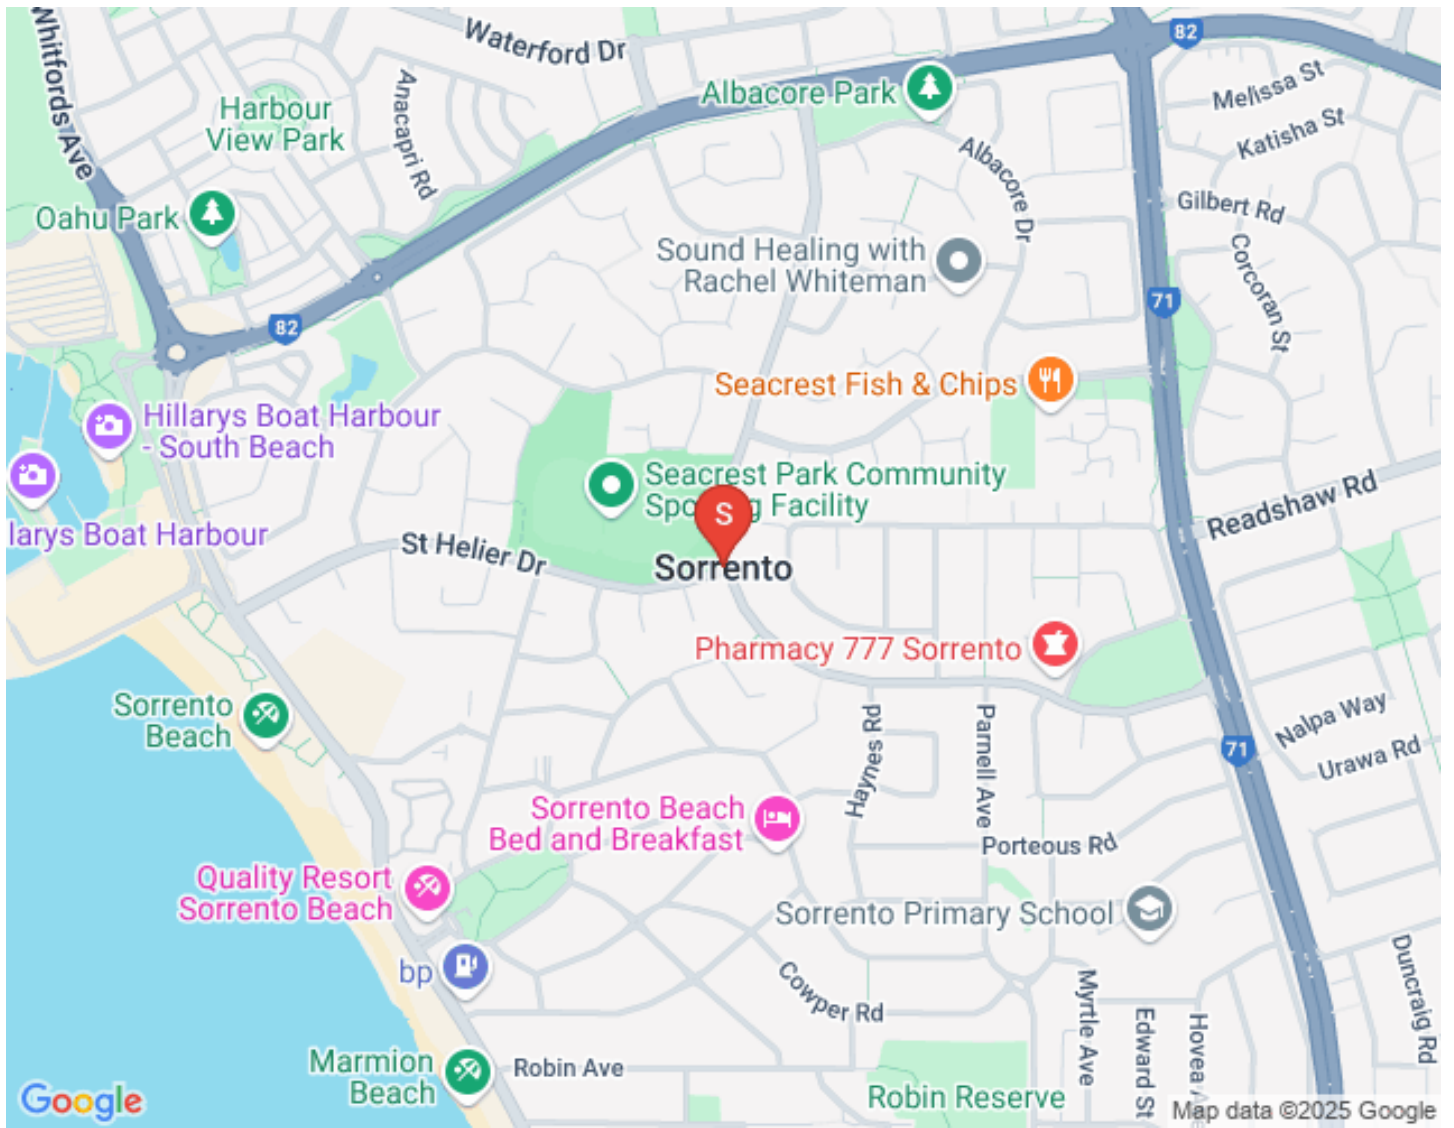 Whitfords Ave
Waterford Dr
82
Melissa St
Albacore Park
Anacapri Rd
Harbour
View Park
Katisha St
Albacore Dr
Gilbert Rd
Oahu Park
Sound Healing with
Rachel Whiteman
Corcoran St
71
82
Seacrest Fish & Chips
Hillarys Boat Harbour
- South Beach
Seacrest Park Community
Facility
S
Readshaw Rd
larys Boat Harbour
St Helier Dr
Sorrento
Pharmacy 777 Sorrento
Sorrento
Beach
Haynes Rd
Parnell Ave
Nalpa Way
71
Urawa Rd
Sorrento Beach
Bed and Breakfast
Porteous Rd
Quality Resort
Sorrento Beach
Sorrento Primary School
bp
Cowper Rd
Myrtle Ave
Edward St
Hovea
Duncraig Rd
Marmion
Beach
Robin Ave
Robin Reserve
Google
Map data ©2025 Google